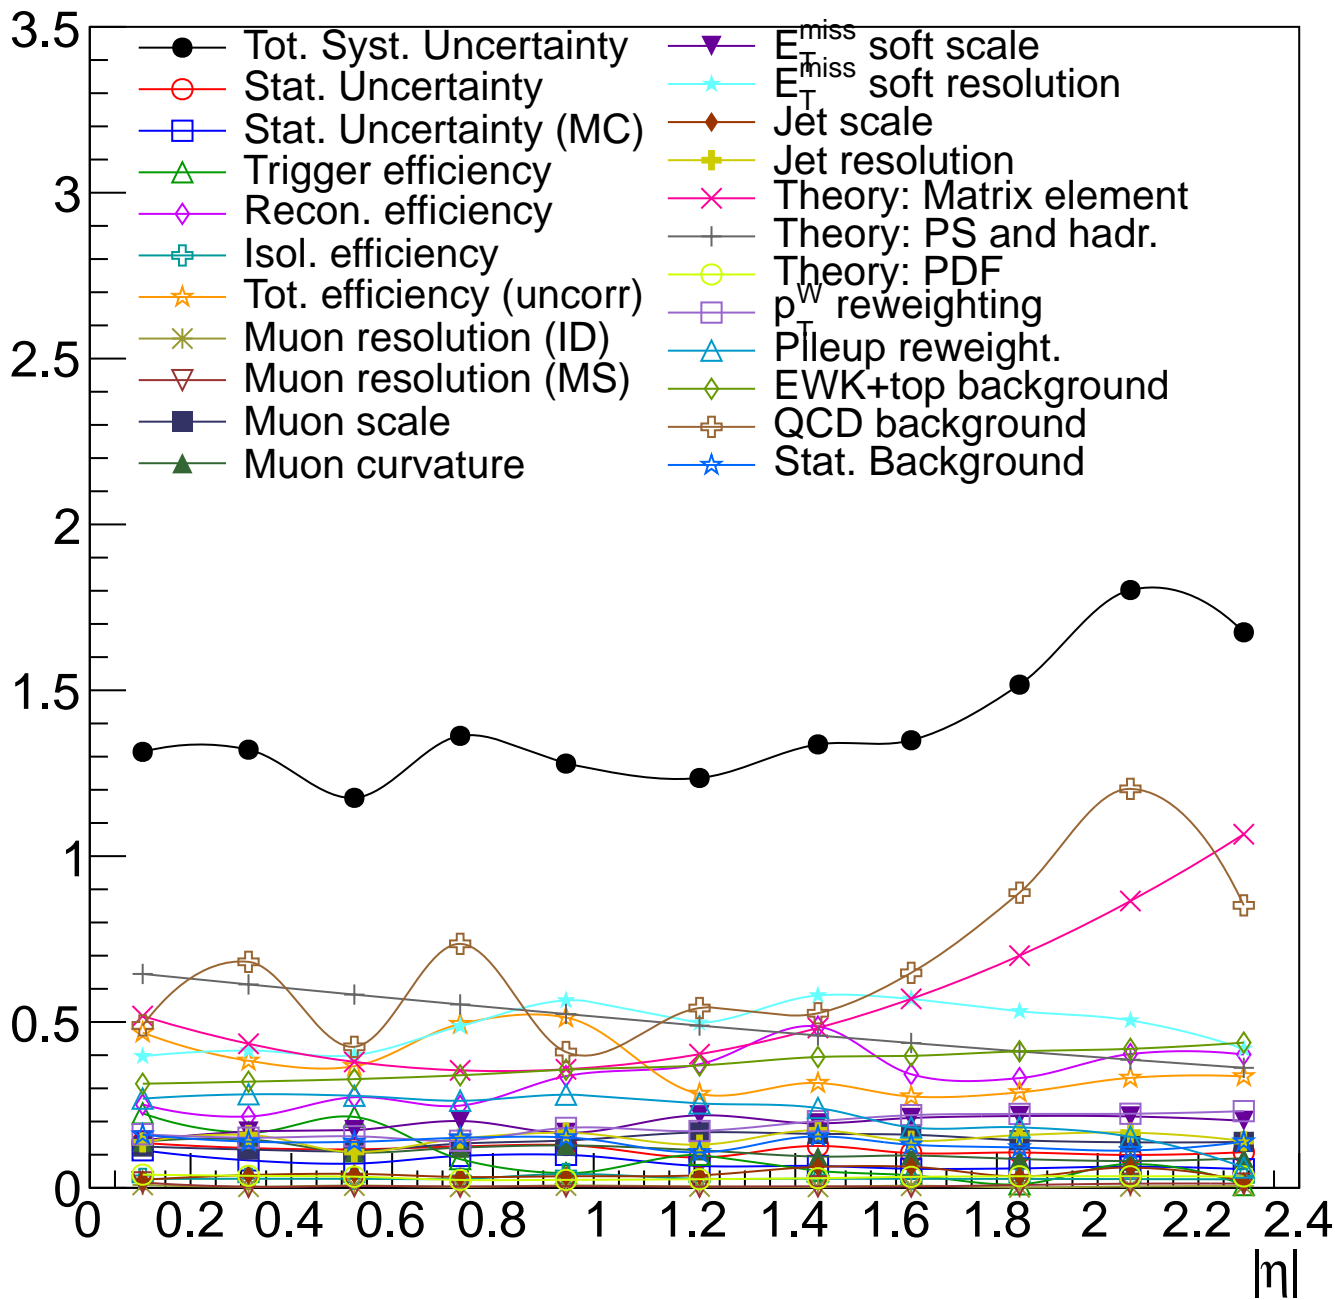 3.5
3
2.5
2
1.5
1
0.5
0
Tot. Syst. Uncertainty
Stat. Uncertainty
Stat. Uncertainty (MC)
Trigger efficiency
Recon. efficiency
Isol. efficiency
Tot. efficiency (uncorr)
Muon resolution (ID)
Muon resolution (MS)
Muon scale
Muon curvature
E_T^miss soft scale
E_T^miss soft resolution
Jet scale
Jet resolution
Theory: Matrix element
Theory: PS and hadr.
Theory: PDF
p_T^W reweighting
Pileup reweight.
EWK+top background
QCD background
Stat. Background
0 0.2 0.4 0.6 0.8 1 1.2 1.4 1.6 1.8 2 2.2 2.4
|η|